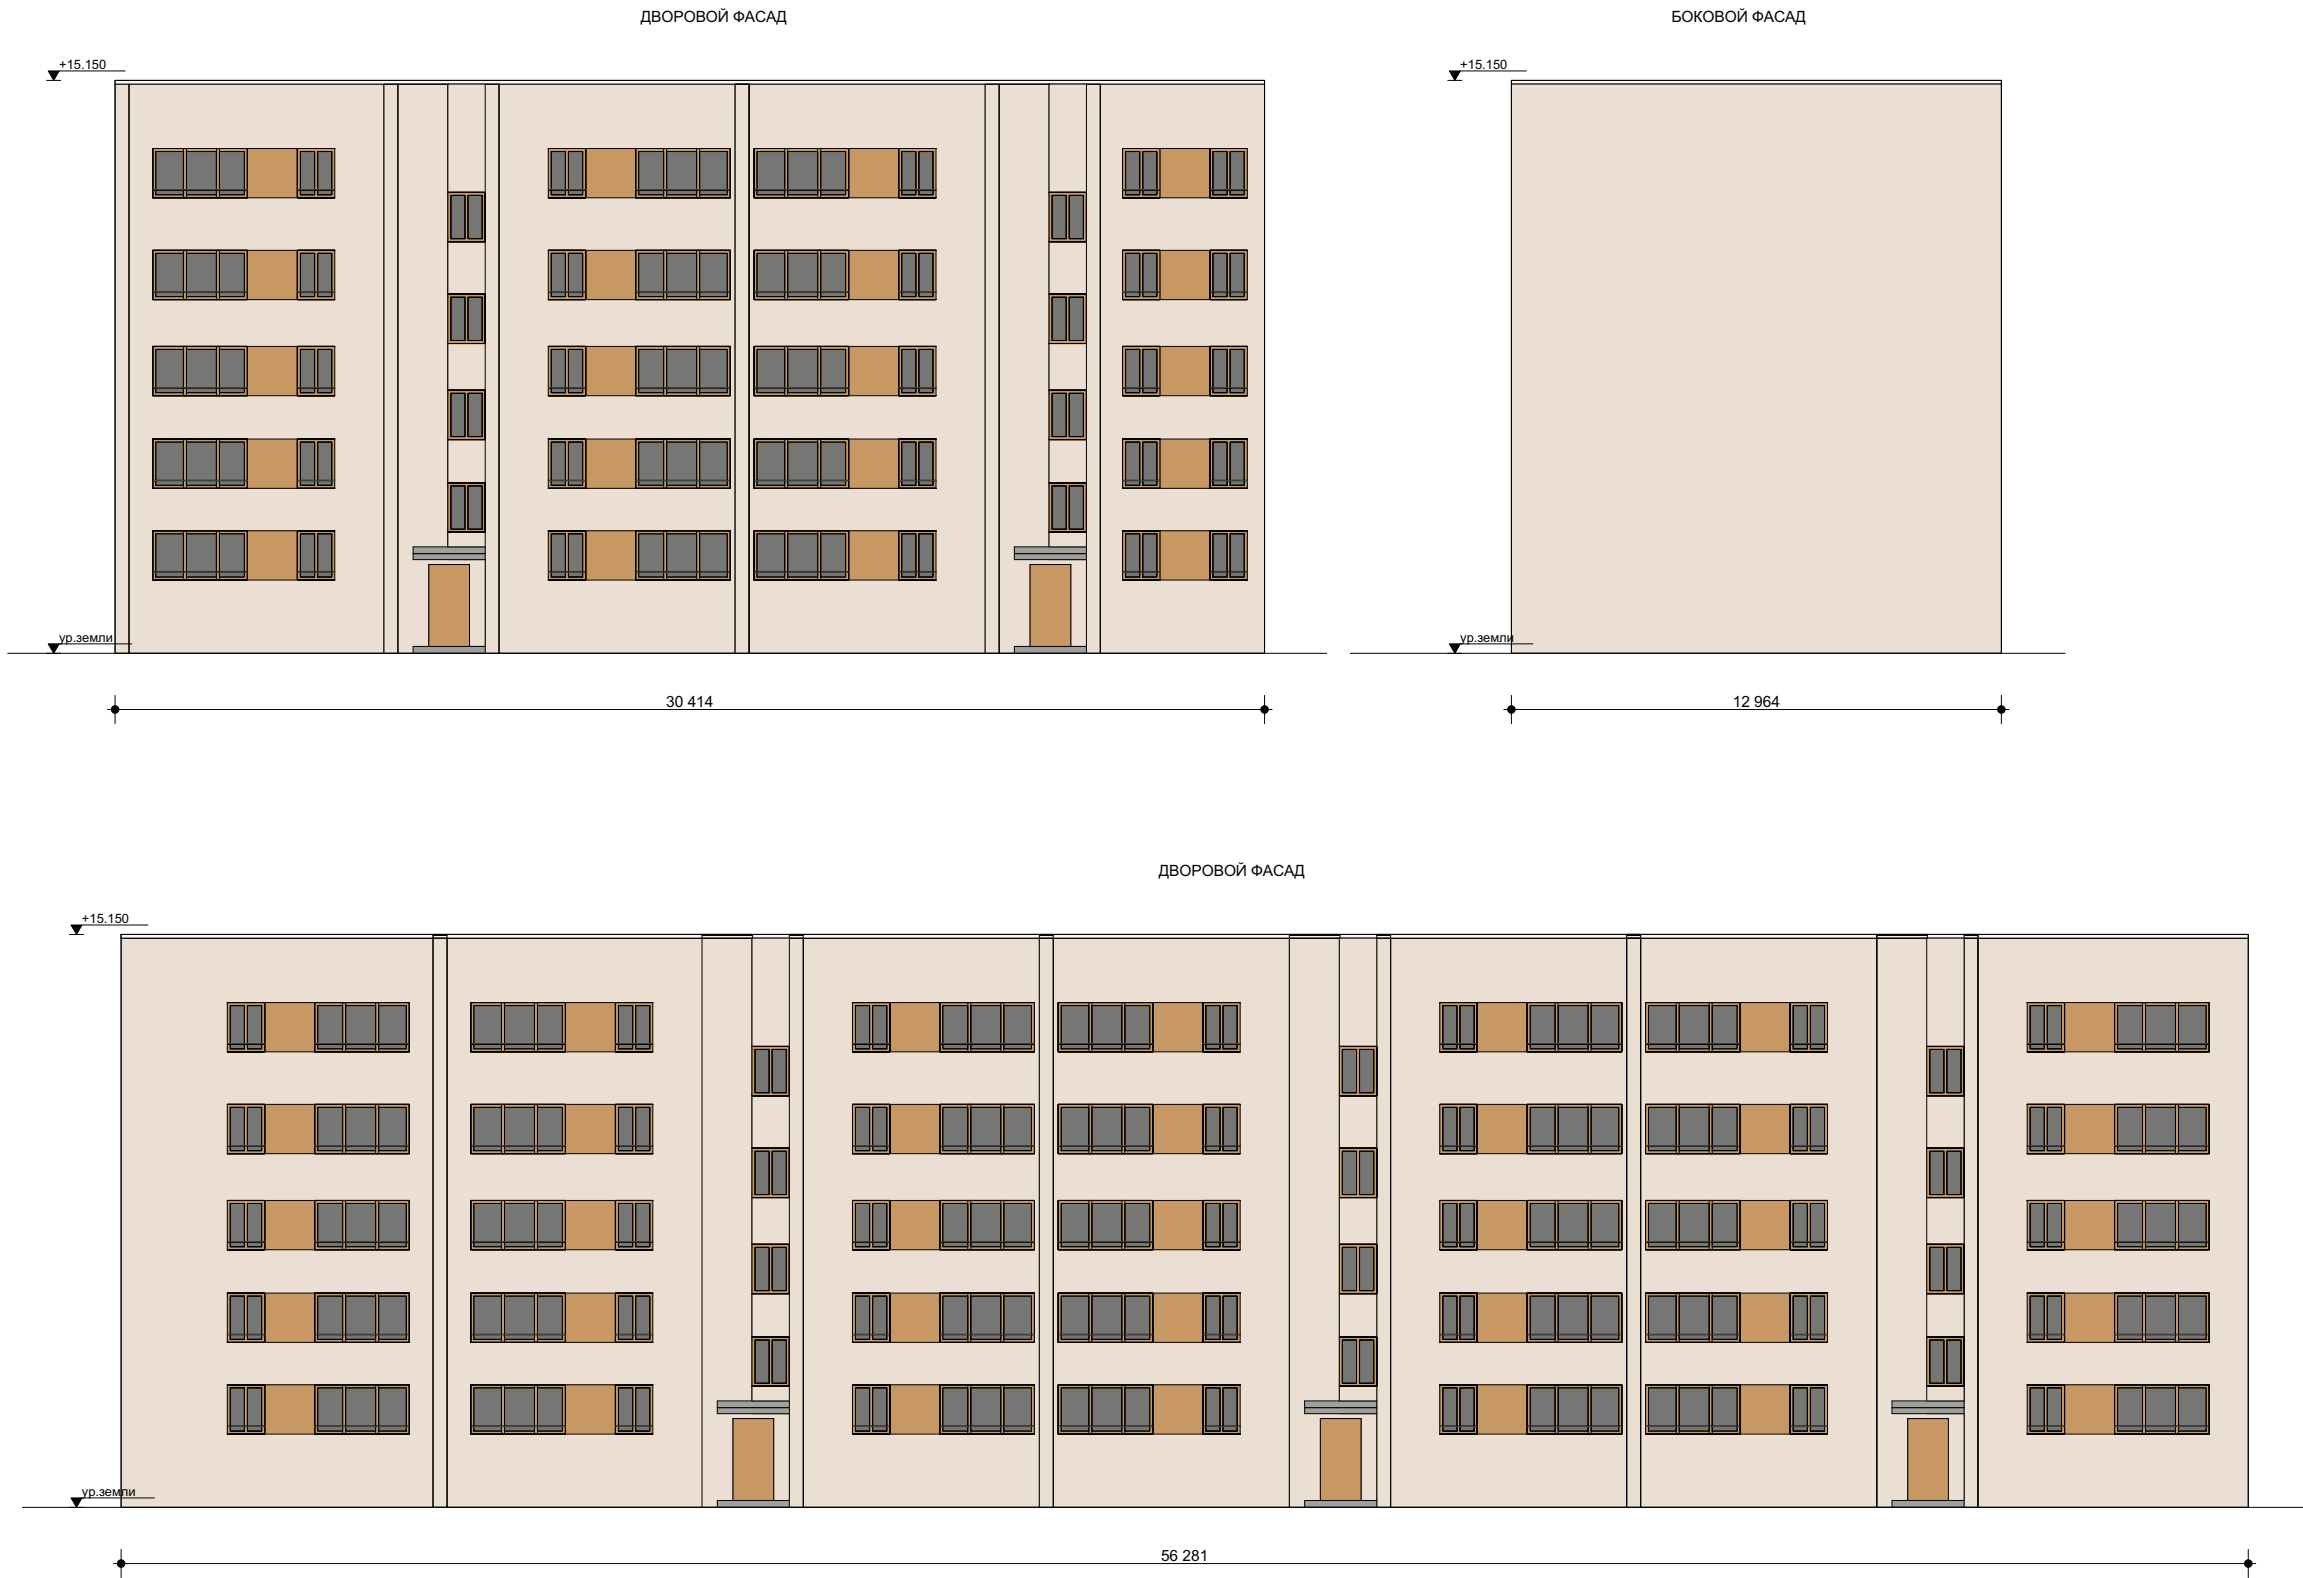 ДВОРОВОЙ ФАСАД
БОКОВОЙ ФАСАД
+15.150
+15.150
ур.земли
ур.земли
30 414
12 964
ДВОРОВОЙ ФАСАД
+15.150
ур.земли
56 281